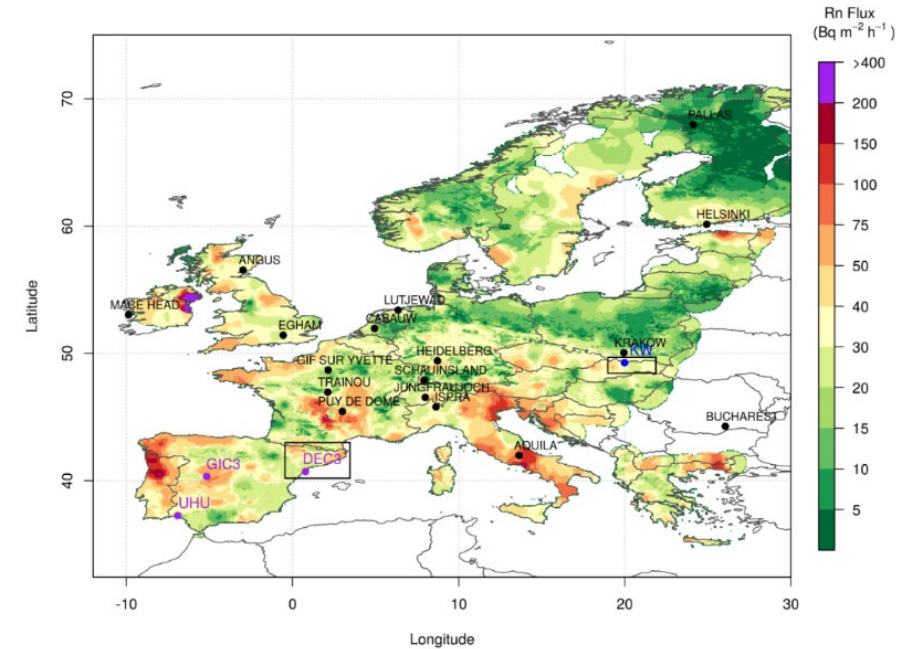 Rn Flux
(Bq m⁻² h⁻¹)
>400
200
150
100
75
50
40
30
20
15
10
5
70
60
50
40
Latitude
PALLAS
HELSINKI
ANGUS
MACE HEAD
LUTJEWAD
CABAUW
EGHAM
KRAKOW
KW
HEIDELBERG
GIF SUR YVETTE
SCHAUINSLAND
TRAINOU
JUNGFRAUJOCH
ISPRA
PUY DE DOME
BUCHAREST
AQUILA
GIC3
DEC3
UHU
-10
0
10
20
30
Longitude